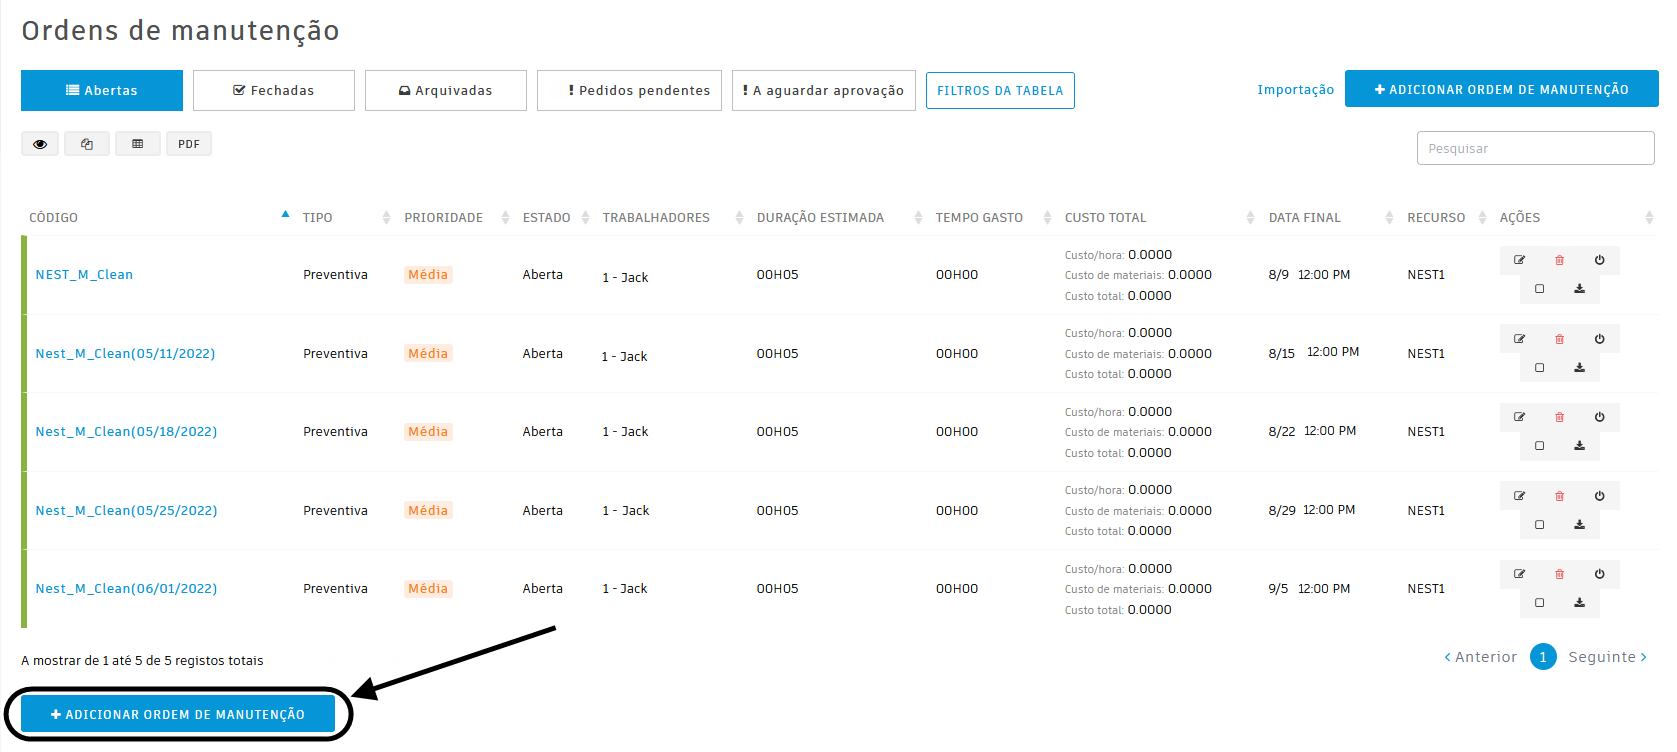 Ordens de manutenção
Abertas Fechadas Arquivadas Pedidos pendentes A aguardar aprovação FILTROS DA TABELA Importação ADICIONAR ORDEM DE MANUTENÇÃO
PDF Pesquisar
CÓDIGO TIPO PRIORIDADE ESTADO TRABALHADORES DURAÇÃO ESTIMADA TEMPO GASTO CUSTO TOTAL DATA FINAL RECURSO AÇÕES
Custo/hora: 0.0000
NEST_M_Clean Preventiva Média Aberta 1 - Jack 00H05 00H00 Custo de materiais: 0.0000 8/9 12:00 PM NEST1
Custo total: 0.0000
Custo/hora: 0.0000
Nest_M_Clean(05/11/2022) Preventiva Média Aberta 1 - Jack 00H05 00H00 Custo de materiais: 0.0000 8/15 12:00 PM NEST1
Custo total: 0.0000
Custo/hora: 0.0000
Nest_M_Clean(05/18/2022) Preventiva Média Aberta 1 - Jack 00H05 00H00 Custo de materiais: 0.0000 8/22 12:00 PM NEST1
Custo total: 0.0000
Custo/hora: 0.0000
Nest_M_Clean(05/25/2022) Preventiva Média Aberta 1 - Jack 00H05 00H00 Custo de materiais: 0.0000 8/29 12:00 PM NEST1
Custo total: 0.0000
Custo/hora: 0.0000
Nest_M_Clean(06/01/2022) Preventiva Média Aberta 1 - Jack 00H05 00H00 Custo de materiais: 0.0000 9/5 12:00 PM NEST1
Custo total: 0.0000
A mostrar de 1 até 5 de 5 registos totais Anterior 1 Seguinte
ADICIONAR ORDEM DE MANUTENÇÃO